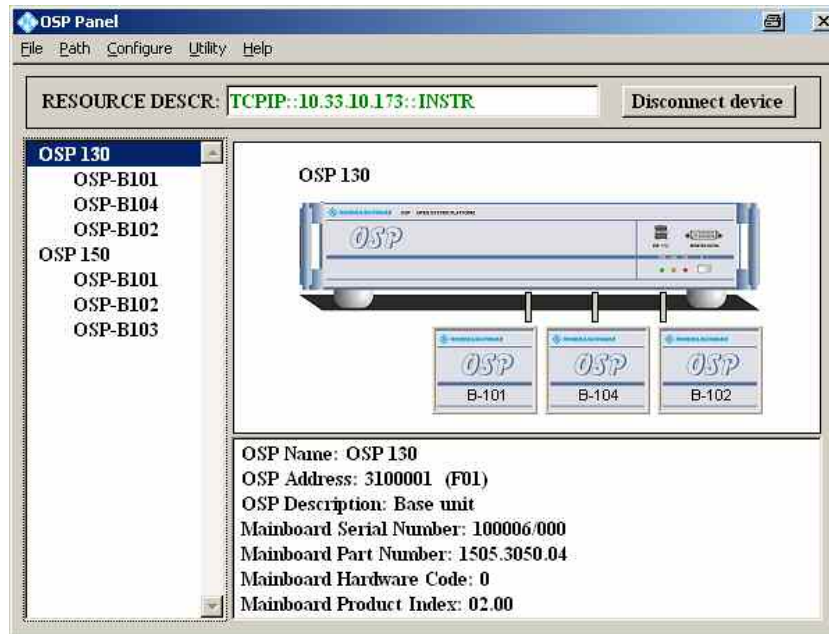 OSP Panel
File Path Configure Utility Help
RESOURCE DESCR: TCPIP::10.33.10.173::INSTR Disconnect device
OSP 130
OSP-B101
OSP-B104
OSP-B102
OSP 150
OSP-B101
OSP-B102
OSP-B103
OSP 130
OSP
OSP
B-101
OSP
B-104
OSP
B-102
OSP Name: OSP 130
OSP Address: 3100001 (F01)
OSP Description: Base unit
Mainboard Serial Number: 100006/000
Mainboard Part Number: 1505.3050.04
Mainboard Hardware Code: 0
Mainboard Product Index: 02.00